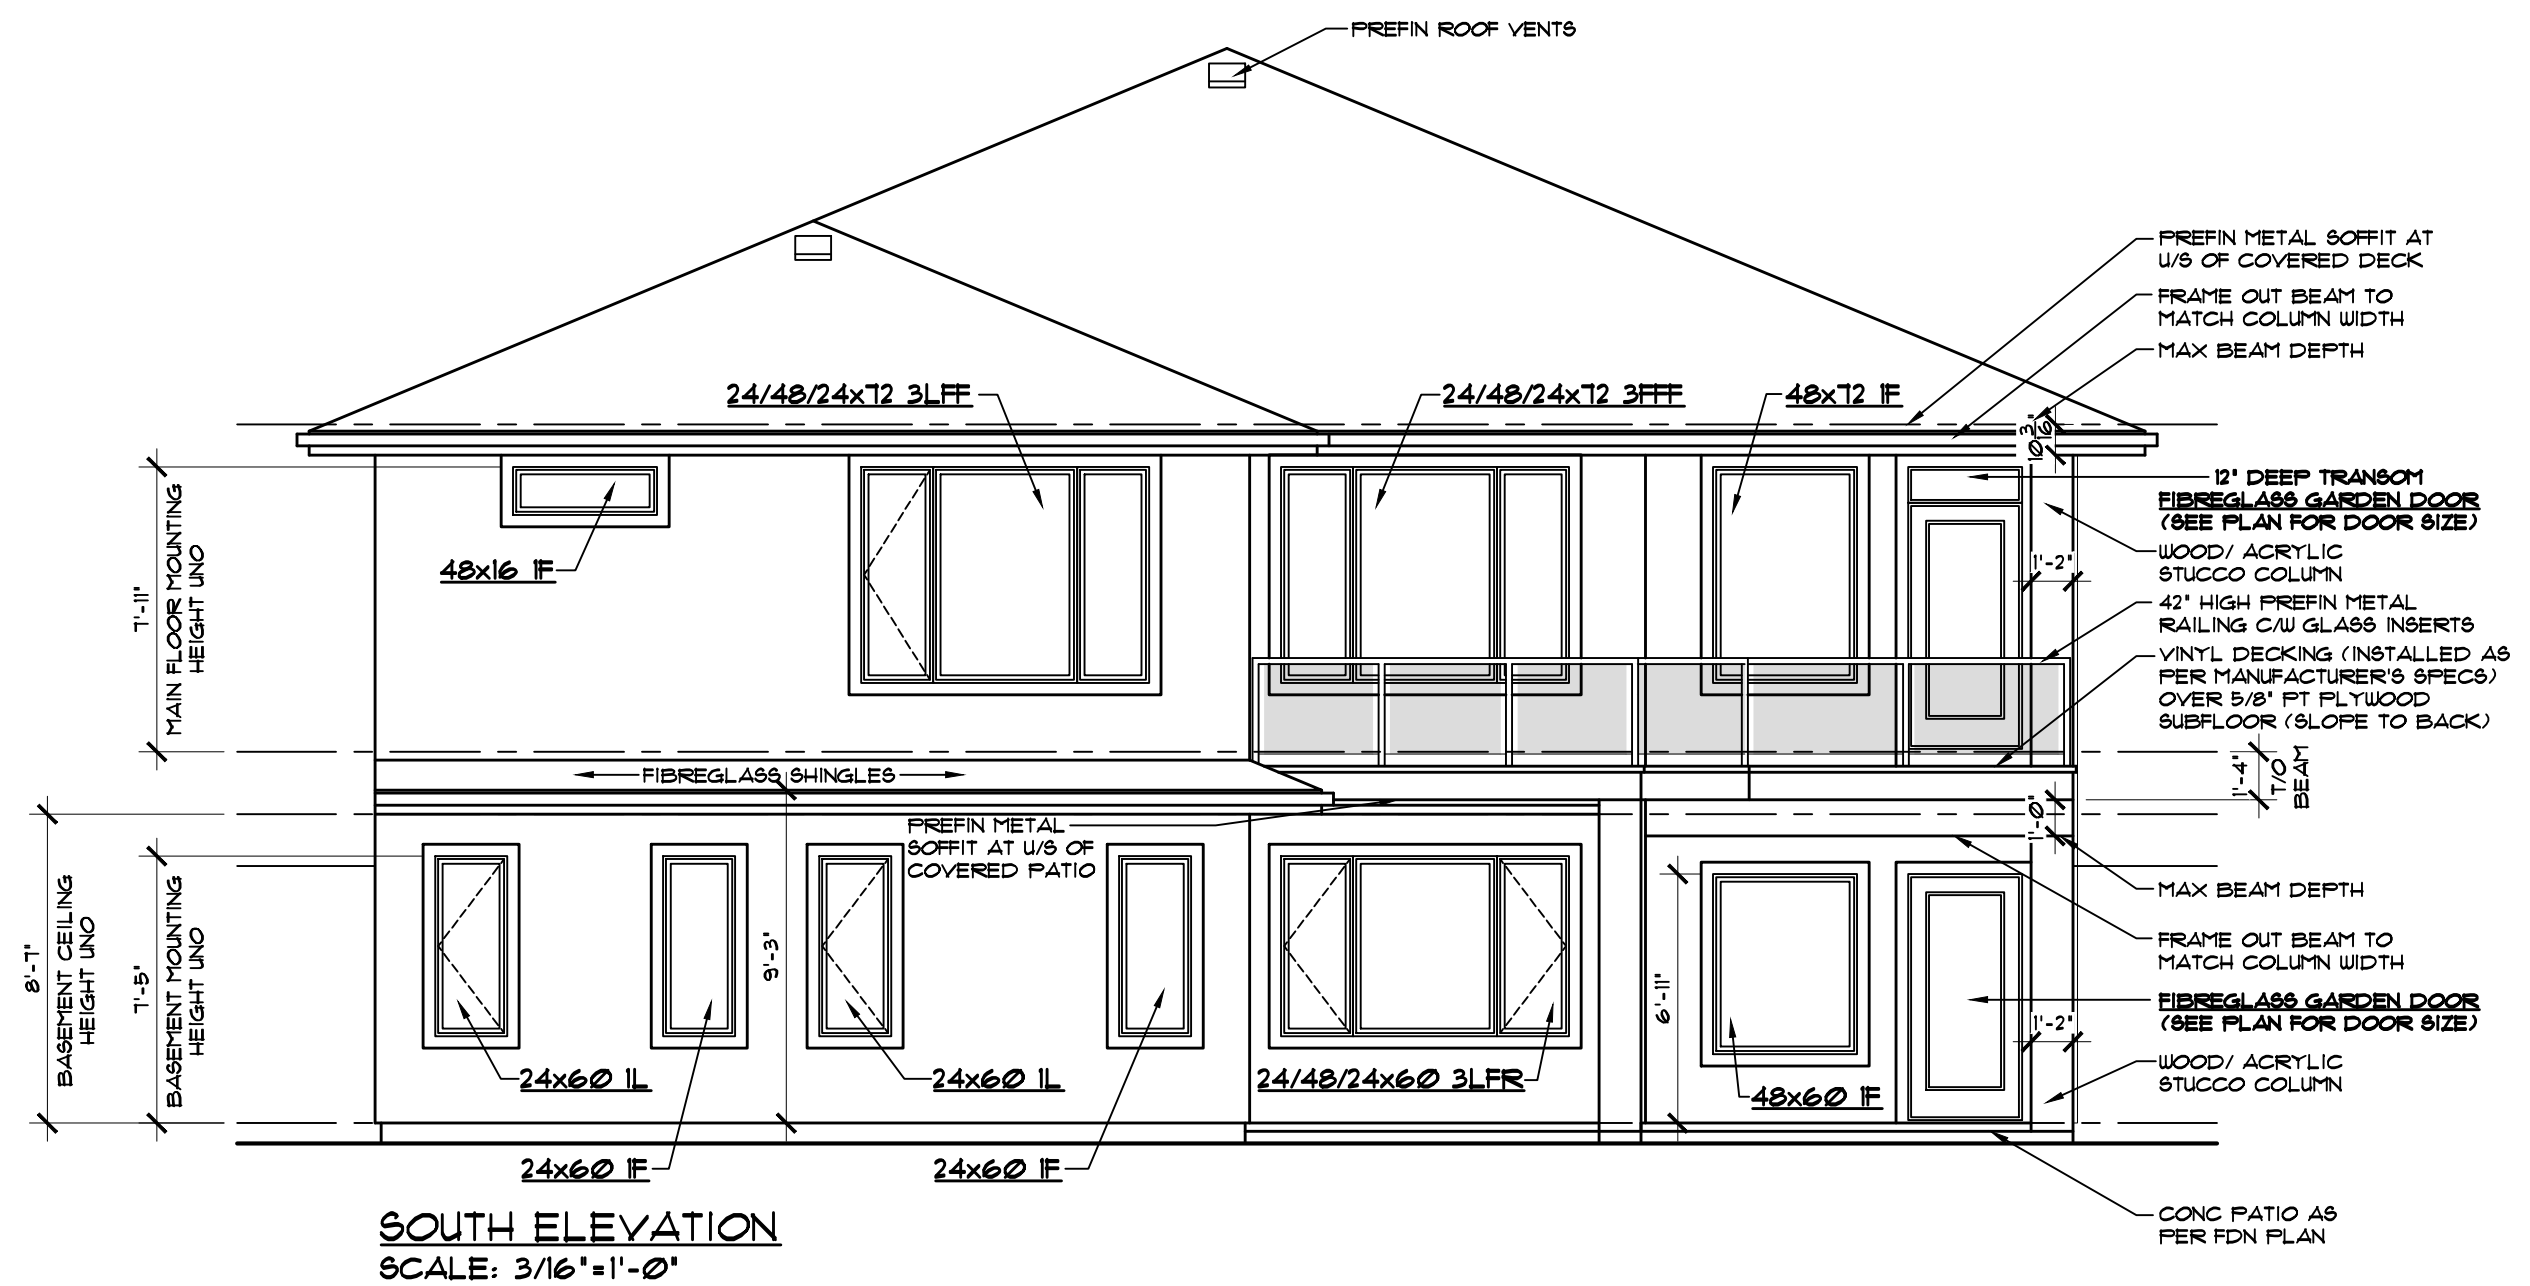 PREFIN ROOF VENTS
PREFIN METAL SOFFIT AT
U/S OF COVERED DECK
FRAME OUT BEAM TO
MATCH COLUMN WIDTH
MAX BEAM DEPTH
24/48/24x72 3LFF
24/48/24x72 3FFF
48x72 1F
10 3/16"
12" DEEP TRANSOM
FIBREGLASS GARDEN DOOR
(SEE PLAN FOR DOOR SIZE)
WOOD/ ACRYLIC
STUCCO COLUMN
1'-2"
42" HIGH PREFIN METAL
RAILING C/W GLASS INSERTS
VINYL DECKING (INSTALLED AS
PER MANUFACTURER'S SPECS)
OVER 5/8" PT PLYWOOD
SUBFLOOR (SLOPE TO BACK)
48x16 1F
7'-11"
MAIN FLOOR MOUNTING
HEIGHT UNO
FIBREGLASS SHINGLES
1'-4"
T/O
BEAM
1'-0"
PREFIN METAL
SOFFIT AT U/S OF
COVERED PATIO
MAX BEAM DEPTH
FRAME OUT BEAM TO
MATCH COLUMN WIDTH
8'-7"
BASEMENT CEILING
HEIGHT UNO
7'-5"
BASEMENT MOUNTING
HEIGHT UNO
9'-3"
6'-11"
FIBREGLASS GARDEN DOOR
(SEE PLAN FOR DOOR SIZE)
1'-2"
WOOD/ ACRYLIC
STUCCO COLUMN
24x60 1L
24x60 1L
24/48/24x60 3LFR
48x60 1F
24x60 1F
24x60 1F
CONC PATIO AS
PER FDN PLAN
SOUTH ELEVATION
SCALE: 3/16"=1'-0"